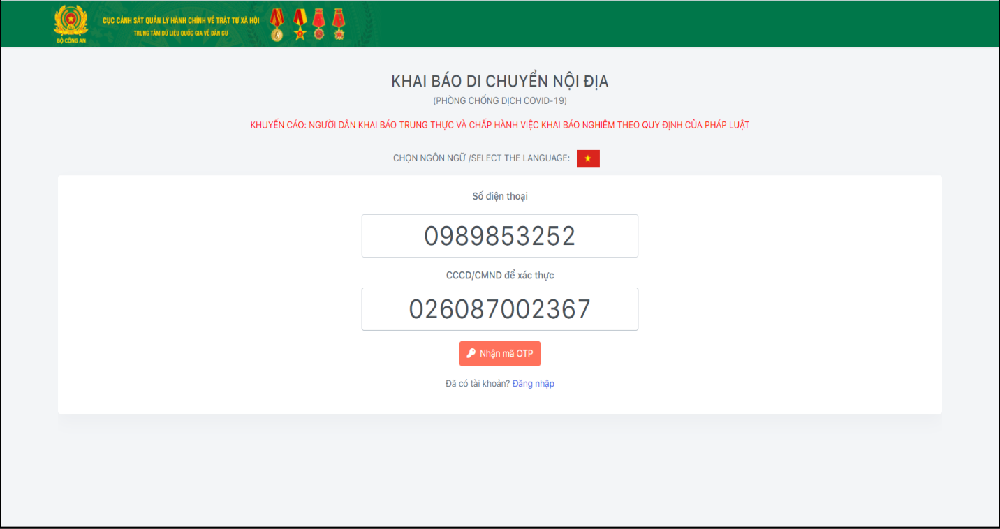 CỤC CẢNH SÁT QUẢN LÝ HÀNH CHÍNH VỀ TRẬT TỰ XÃ HỘI
TRUNG TÂM DỮ LIỆU QUỐC GIA VỀ DÂN CƯ
BỘ CÔNG AN
KHAI BÁO DI CHUYỂN NỘI ĐỊA
(PHÒNG CHỐNG DỊCH COVID-19)
KHUYẾN CÁO: NGƯỜI DÂN KHAI BÁO TRUNG THỰC VÀ CHẤP HÀNH VIỆC KHAI BÁO NGHIÊM THEO QUY ĐỊNH CỦA PHÁP LUẬT
CHỌN NGÔN NGỮ /SELECT THE LANGUAGE:
Số điện thoại
0989853252
CCCD/CMND để xác thực
026087002367
Nhận mã OTP
Đã có tài khoản? Đăng nhập